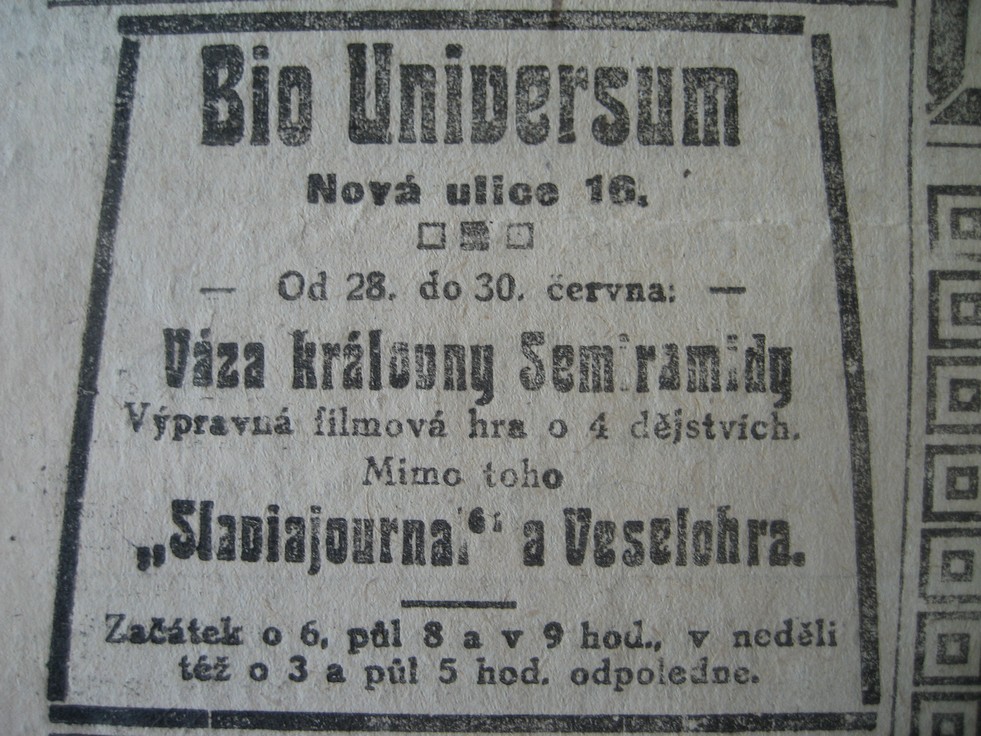 Bio Universum
Nová ulice 16.
— Od 28. do 30. června: —
Váza královny Semiramidy
Výpravná filmová hra o 4 dějstvích.
Mimo toho
„Slaviajournal“ a Veselohra.
Začátek o 6, půl 8 a v 9 hod., v neděli
též o 3 a půl 5 hod. odpoledne.